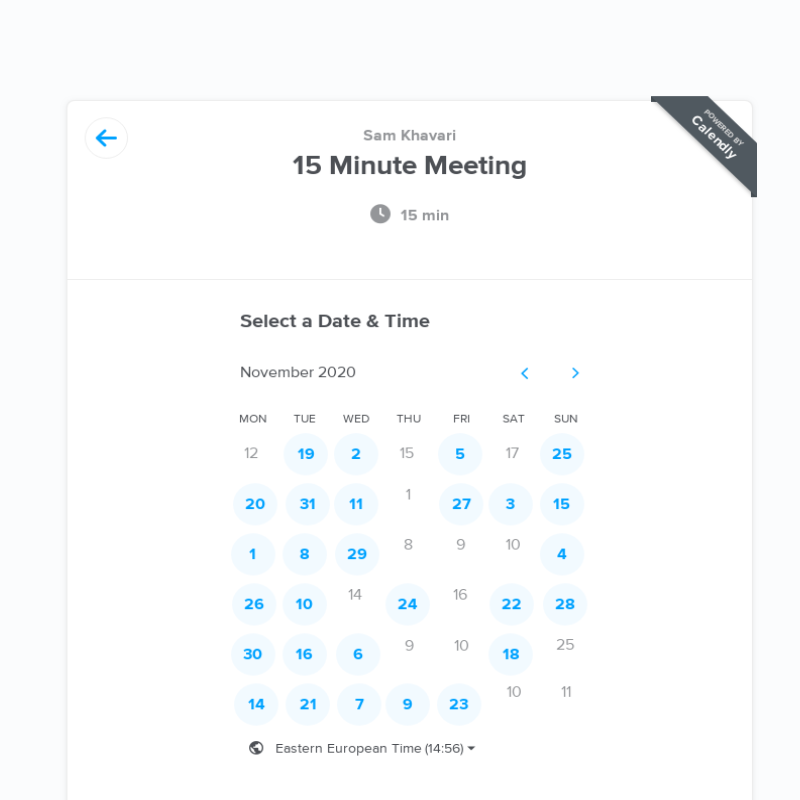 POWERED BY
Calendly
Sam Khavari
15 Minute Meeting
15 min
Select a Date & Time
November 2020
MON TUE WED THU FRI SAT SUN
12 19 2 15 5 17 25
20 31 11 1 27 3 15
1 8 29 8 9 10 4
26 10 14 24 16 22 28
30 16 6 9 10 18 25
14 21 7 9 23 10 11
Eastern European Time (14:56)